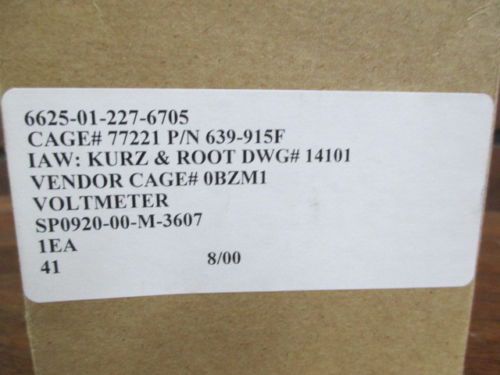 6625-01-227-6705
CAGE# 77221 P/N 639-915F
IAW: KURZ & ROOT DWG# 14101
VENDOR CAGE# 0BZM1
VOLTMETER
SP0920-00-M-3607
1EA
41 8/00